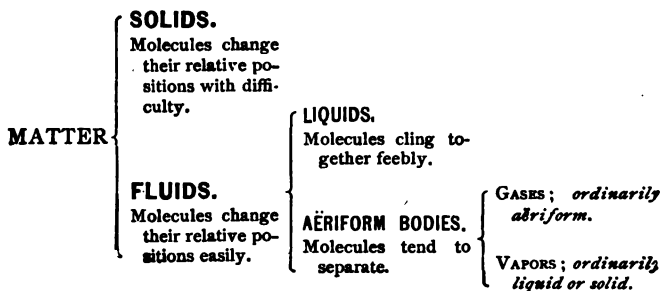 MATTER
SOLIDS.
Molecules change
their relative po-
sitions with diffi-
culty.
FLUIDS.
Molecules change
their relative po-
sitions easily.
LIQUIDS.
Molecules cling to-
gether feebly.
AËRIFORM BODIES.
Molecules tend to
separate.
GASES; ordinarily
aëriform.
VAPORS; ordinarily
liquid or solid.